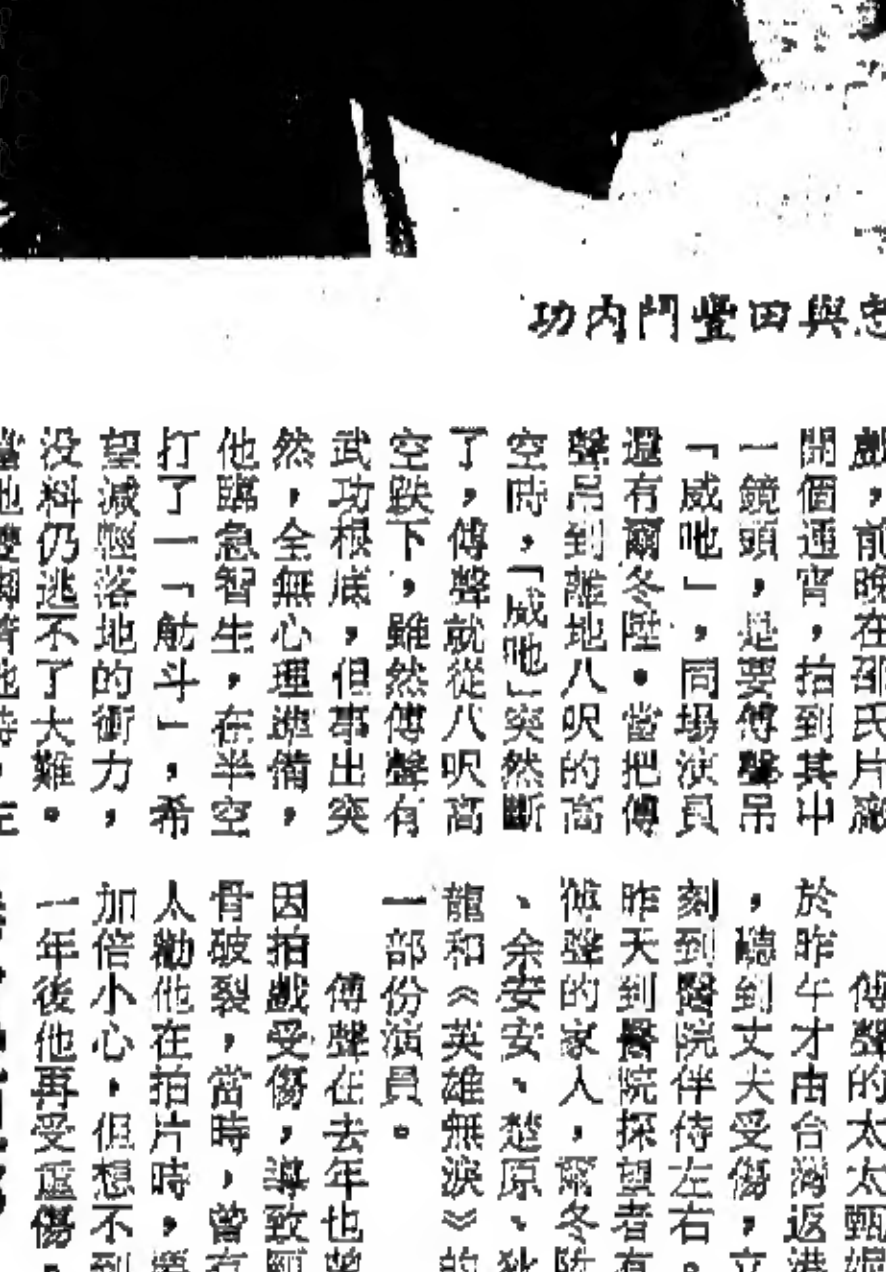 功內門豐田與
戲,前晚在邵氏片廠
開個通宵,拍到其中
一鏡頭,是要傅聲吊
「威吔」,同場演員
還有爾冬陞。當把傅
聲吊到離地八呎的高
空時,「威吔」突然斷
了,傅聲就從八呎高
空跌下,雖然傅聲有
武功根底,但事出突
然,全無心理準備,
他臨急智生,在半空
打了一「觔斗」,希
望減輕落地的衝力,
没料仍逃不了大難。
當他雙脚着地時,左
傅聲的太太甄妮
於昨午才由台灣返港
,聽到丈夫受傷,立
刻到醫院伴侍左右。
昨天到醫院探望者有
傅聲的家人,爾冬陞
、余安安、楚原、狄
龍和《英雄無淚》的
一部份演員。
傅聲在去年也曾
因拍戲受傷,導致
骨破裂,當時,曾有
人勸他在拍片時,要
加倍小心,但想不到
一年後他再受重傷,